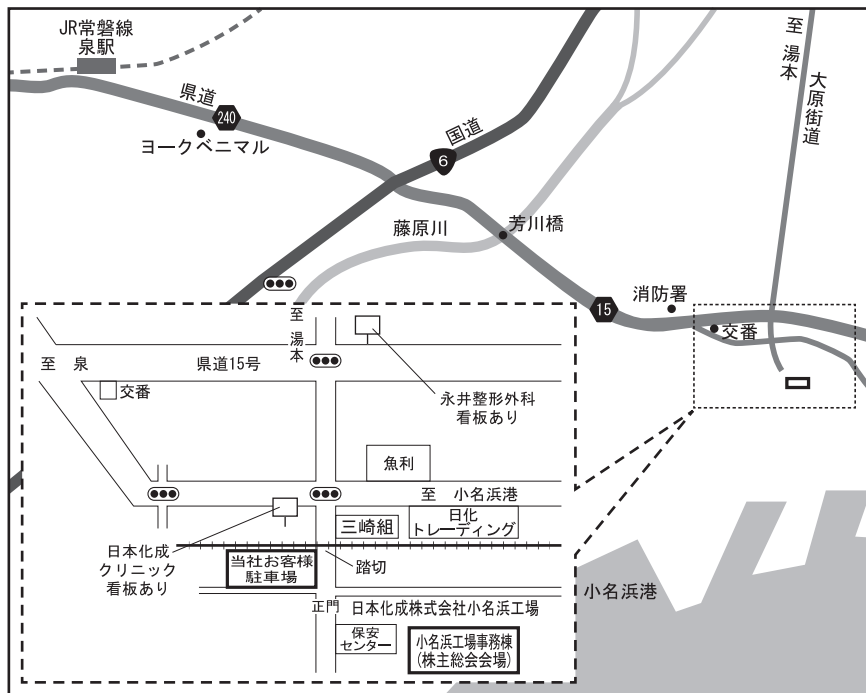 JR常磐線
泉駅
県道
240
ヨークベニマル
国道
6
至 湯本
大原街道
藤原川
芳川橋
15
消防署
交番
至 湯本
至 泉
県道15号
交番
永井整形外科
看板あり
魚利
至 小名浜港
三崎組
日化
トレーディング
日本化成
クリニック
看板あり
当社お客様
駐車場
踏切
正門
日本化成株式会社小名浜工場
保安
センター
小名浜工場事務棟
(株主総会会場)
小名浜港